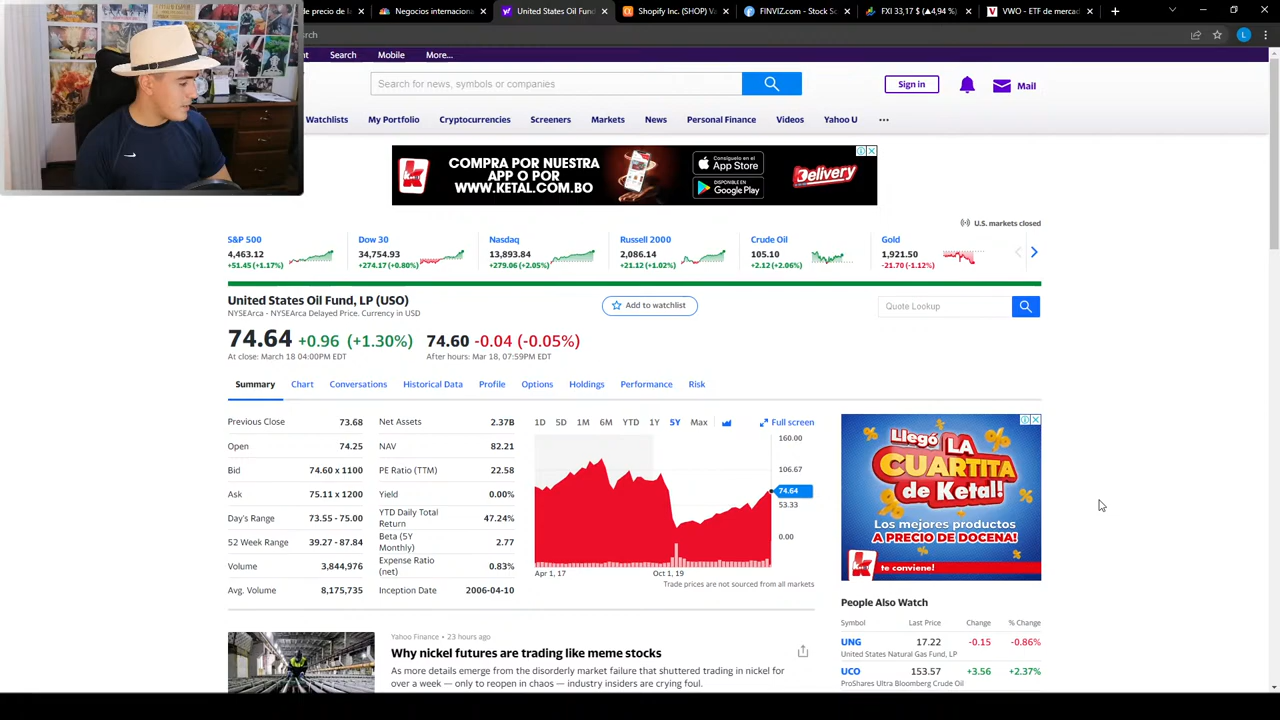 le precio de la
Negocios internacional
United States Oil Fund
Shopify Inc. (SHOP) Va
FINVIZ.com - Stock
FXI 33,17 $ (▲4,94 %)
VWO - ETF de mercad
L
Search
Mobile
More...
Search for news, symbols or companies
Sign in
Mail
Watchlists
My Portfolio
Cryptocurrencies
Screeners
Markets
News
Personal Finance
Videos
Yahoo U
COMPRA POR NUESTRA
APP O POR
WWW.KETAL.COM.BO
Consíguelo en el
App Store
DISPONIBLE EN
Google Play
Delivery
U.S. markets closed
S&P 500
4,463.12
+51.45 (+1.17%)
Dow 30
34,754.93
+274.17 (+0.80%)
Nasdaq
13,893.84
+279.06 (+2.05%)
Russell 2000
2,086.14
+21.12 (+1.02%)
Crude Oil
105.10
+2.12 (+2.06%)
Gold
1,921.50
-21.70 (-1.12%)
United States Oil Fund, LP (USO)
NYSEArca - NYSEArca Delayed Price. Currency in USD
Add to watchlist
Quote Lookup
74.64 +0.96 (+1.30%)
At close: March 18 04:00PM EDT
74.60 -0.04 (-0.05%)
After hours: Mar 18, 07:59PM EDT
Summary
Chart
Conversations
Historical Data
Profile
Options
Holdings
Performance
Risk
Previous Close 73.68
Open 74.25
Bid 74.60 x 1100
Ask 75.11 x 1200
Day's Range 73.55 - 75.00
52 Week Range 39.27 - 87.84
Volume 3,844,976
Avg. Volume 8,175,735
Net Assets 2.37B
NAV 82.21
PE Ratio (TTM) 22.58
Yield 0.00%
YTD Daily Total
Return 47.24%
Beta (5Y
Monthly) 2.77
Expense Ratio
(net) 0.83%
Inception Date 2006-04-10
1D 5D 1M 6M YTD 1Y 5Y Max
Full screen
160.00
106.67
74.64
53.33
0.00
Apr 1, 17
Oct 1, 19
Trade prices are not sourced from all markets
Llegó LA
CUARTITA
de Ketal!
Los mejores productos
A PRECIO DE DOCENA!
te conviene!
Yahoo Finance • 23 hours ago
Why nickel futures are trading like meme stocks
As more details emerge from the disorderly market failure that shuttered trading in nickel for
over a week — only to reopen in chaos — industry insiders are crying foul.
People Also Watch
Symbol Last Price Change % Change
UNG 17.22 -0.15 -0.86%
United States Natural Gas Fund, LP
UCO 153.57 +3.56 +2.37%
ProShares Ultra Bloomberg Crude Oil